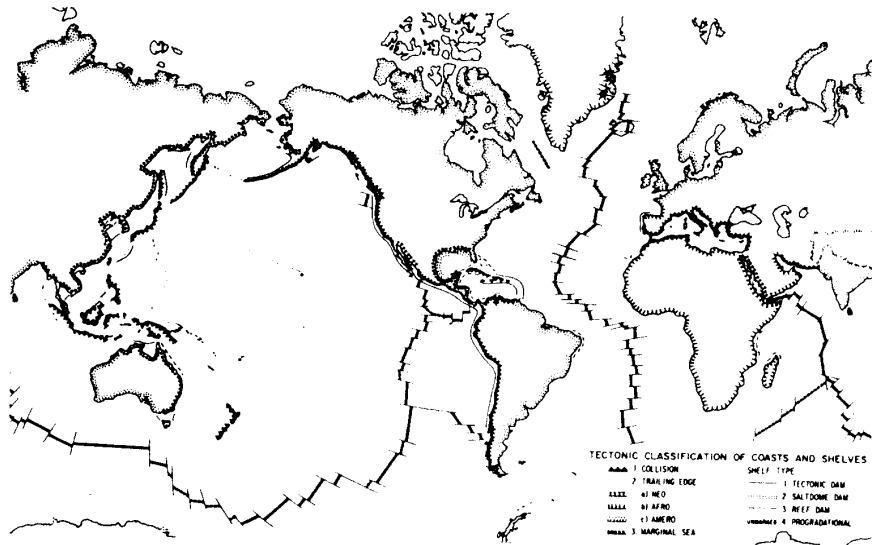 TECTONIC CLASSIFICATION OF COASTS AND SHELVES
1 COLLISION
2 TRAILING EDGE
a) NEO
b) AFRO
c) AMERO
3 MARGINAL SEA
SHELF TYPE
1 TECTONIC DAM
2 SALTDOME DAM
3 REEF DAM
4 PROGRADATIONAL